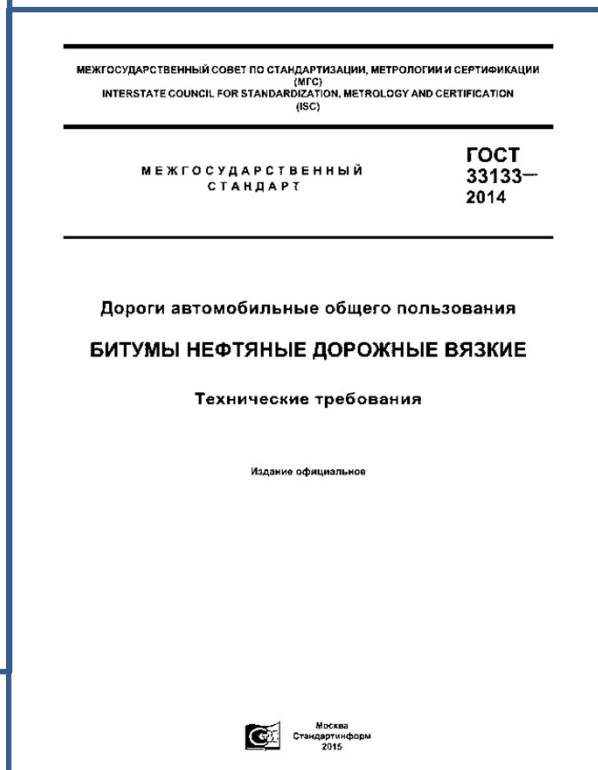 МЕЖГОСУДАРСТВЕННЫЙ СОВЕТ ПО СТАНДАРТИЗАЦИИ, МЕТРОЛОГИИ И СЕРТИФИКАЦИИ
(МГС)
INTERSTATE COUNCIL FOR STANDARDIZATION, METROLOGY AND CERTIFICATION
(ISC)
МЕЖГОСУДАРСТВЕННЫЙ
СТАНДАРТ
ГОСТ
33133—
2014
Дороги автомобильные общего пользования
БИТУМЫ НЕФТЯНЫЕ ДОРОЖНЫЕ ВЯЗКИЕ
Технические требования
Издание официальное
Москва
Стандартинформ
2015